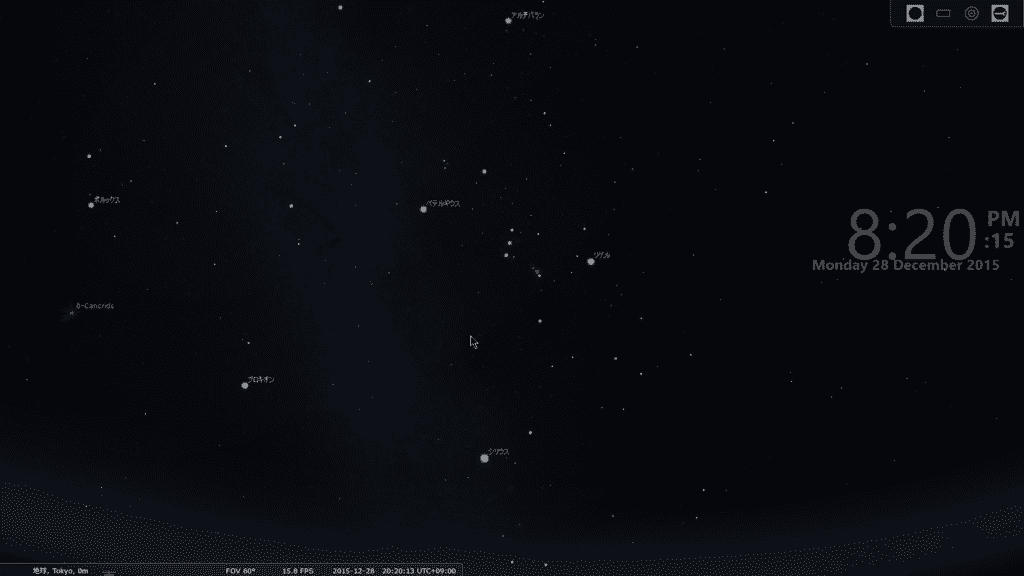 アルデバラン
ポルックス
ベテルギウス
8:20 PM
:15
リゲル
Monday 28 December 2015
δ-Cancrids
プロキオン
シリウス
地球, Tokyo, 0m FOV 60° 15.8 FPS 2015-12-28 20:20:13 UTC+09:00